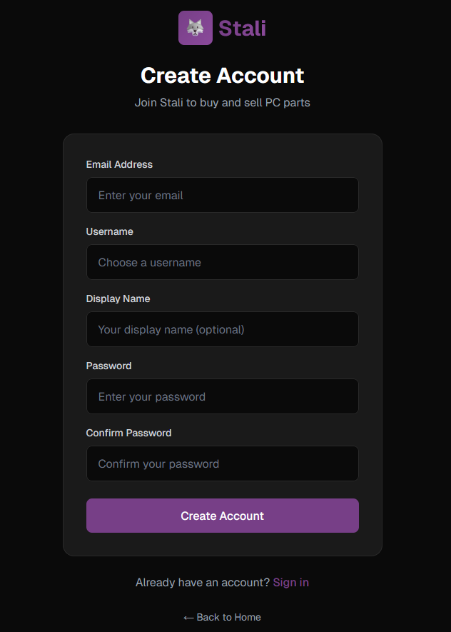 Stali
Create Account
Join Stali to buy and sell PC parts
Email Address
Enter your email
Username
Choose a username
Display Name
Your display name (optional)
Password
Enter your password
Confirm Password
Confirm your password
Create Account
Already have an account? Sign in
← Back to Home